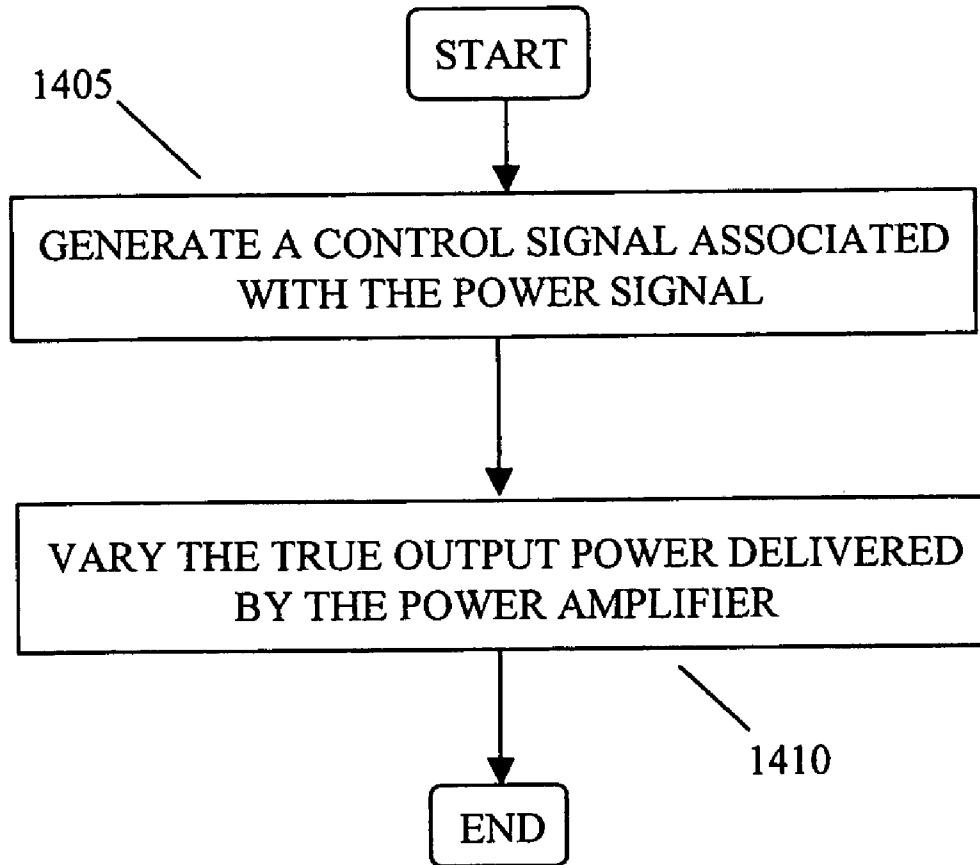 START
1405
GENERATE A CONTROL SIGNAL ASSOCIATED
WITH THE POWER SIGNAL
VARY THE TRUE OUTPUT POWER DELIVERED
BY THE POWER AMPLIFIER
1410
END